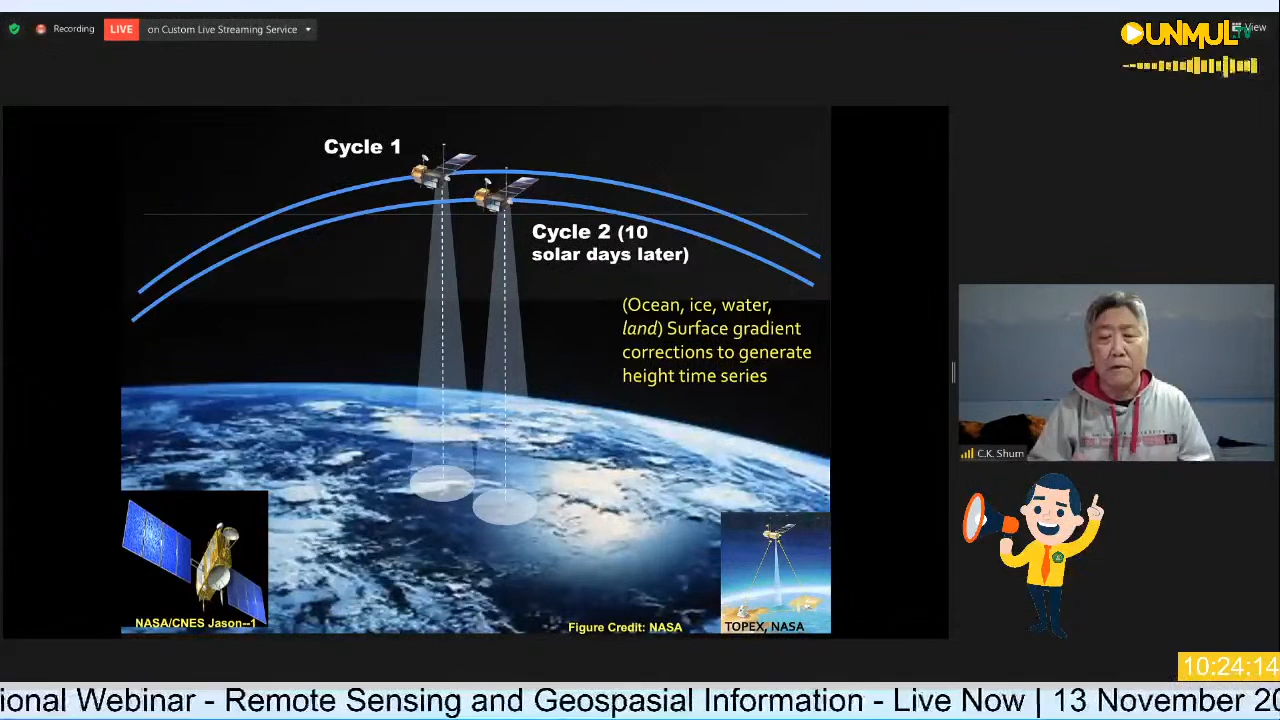 Recording
LIVE
on Custom Live Streaming Service
View
UNMUL
.TV
Cycle 1
Cycle 2 (10
solar days later)
(Ocean, ice, water,
land) Surface gradient
corrections to generate
height time series
C.K. Shum
NASA/CNES Jason--1
Figure Credit: NASA
TOPEX, NASA
10:24:14
ional Webinar - Remote Sensing and Geospasial Information - Live Now | 13 November 20